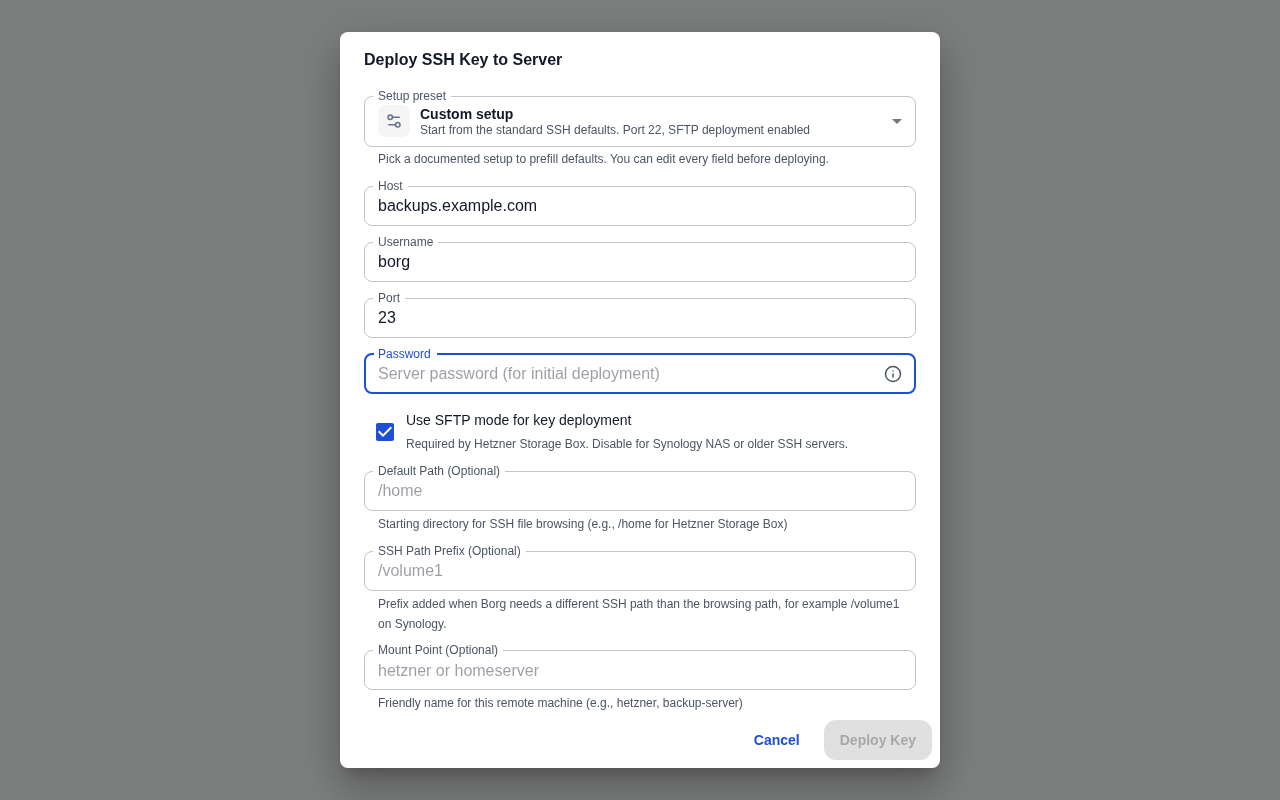 Deploy SSH Key to Server
Setup preset
Custom setup
Start from the standard SSH defaults. Port 22, SFTP deployment enabled
Pick a documented setup to prefill defaults. You can edit every field before deploying.
Host
backups.example.com
Username
borg
Port
23
Password
Server password (for initial deployment)
Use SFTP mode for key deployment
Required by Hetzner Storage Box. Disable for Synology NAS or older SSH servers.
Default Path (Optional)
/home
Starting directory for SSH file browsing (e.g., /home for Hetzner Storage Box)
SSH Path Prefix (Optional)
/volume1
Prefix added when Borg needs a different SSH path than the browsing path, for example /volume1
on Synology.
Mount Point (Optional)
hetzner or homeserver
Friendly name for this remote machine (e.g., hetzner, backup-server)
Cancel
Deploy Key